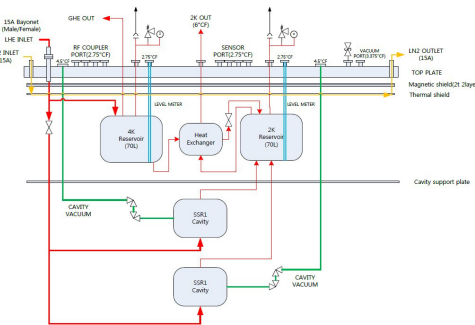 15A Bayonet
(Male/Female)
LHE INLET
INLET
15A)
GHE OUT
2K OUT
(6"CF)
RF COUPLER
PORT(2.75"CF)
SENSOR
PORT(2.75"CF)
VACUUM
PORT(3.375"CF)
LN2 OUTLET
(15A)
4.5"CF
2.75"CF
2.75"CF
4.5"CF
TOP PLATE
Magnetic shield(2t 2laye
Thermal shield
LEVEL METER
LEVEL METER
4K
Reservoir
(70L)
Heat
Exchanger
2K
Reservoir
(70L)
Cavity support plate
CAVITY
VACUUM
SSR1
Cavity
SSR1
Cavity
CAVITY
VACUUM